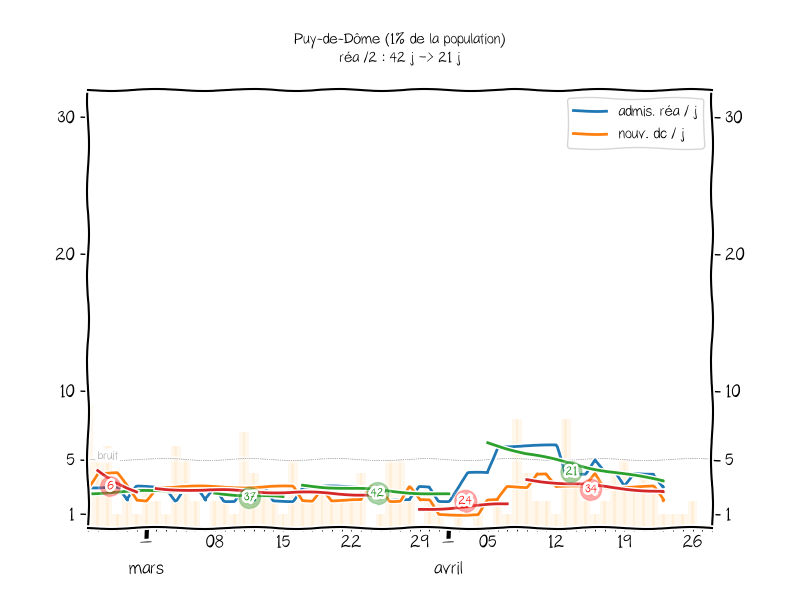 Puy-de-Dôme (1% de la population)
réa /2 : 42 j -> 21 j
admis. réa / j
nouv. dc / j
30 30
20 20
10 10
bruit
5 5
1 1
6 37 42 24 21 34
1 08 15 22 29 1 05 12 19 26
mars avril